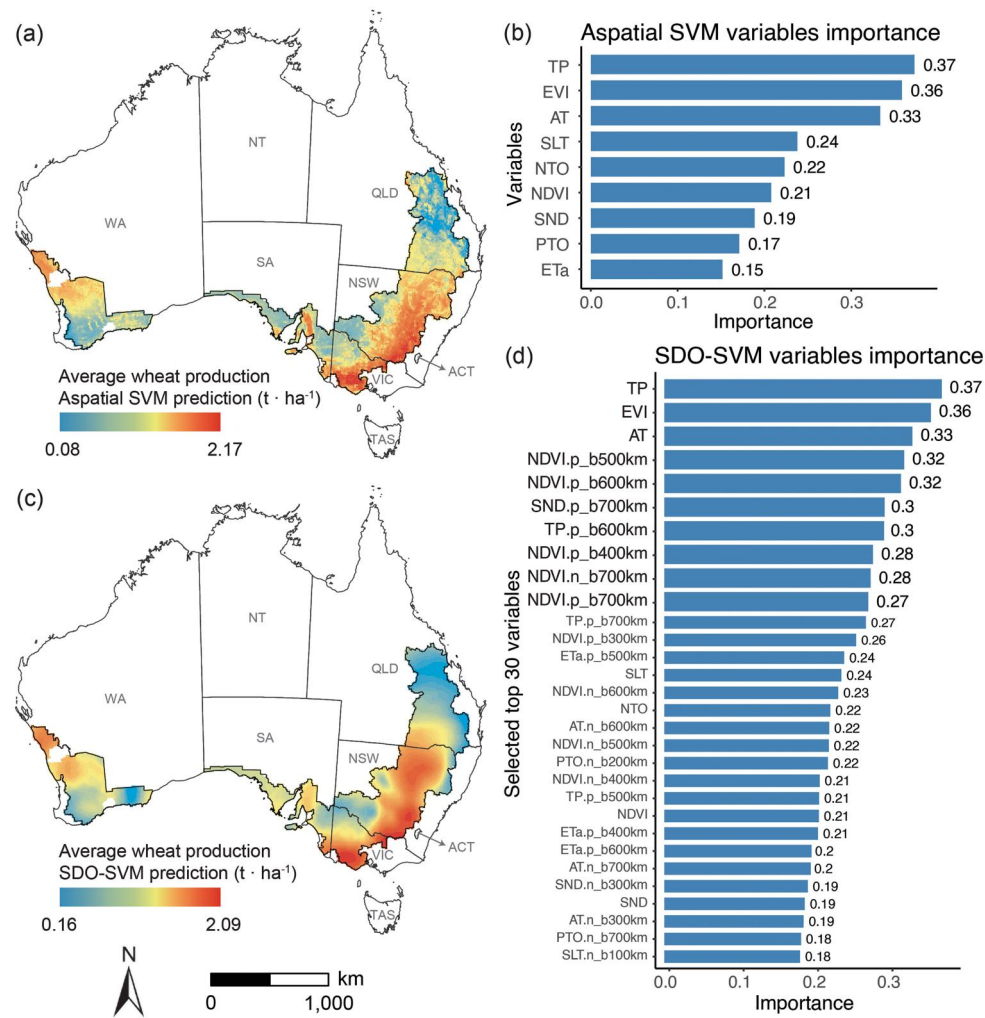 (a)
NT
QLD
WA
SA
NSW
VIC
ACT
TAS
Average wheat production
Aspatial SVM prediction (t · ha⁻¹)
0.08 2.17
(b) Aspatial SVM variables importance
Variables
TP 0.37
EVI 0.36
AT 0.33
SLT 0.24
NTO 0.22
NDVI 0.21
SND 0.19
PTO 0.17
ETa 0.15
0.0 0.1 0.2 0.3
Importance
(c)
NT
QLD
WA
SA
NSW
VIC
ACT
TAS
Average wheat production
SDO-SVM prediction (t · ha⁻¹)
0.16 2.09
N
km
0 1,000
(d) SDO-SVM variables importance
Selected top 30 variables
TP 0.37
EVI 0.36
AT 0.33
NDVI.p_b500km 0.32
NDVI.p_b600km 0.32
SND.p_b700km 0.3
TP.p_b600km 0.3
NDVI.p_b400km 0.28
NDVI.n_b700km 0.28
NDVI.p_b700km 0.27
TP.p_b700km 0.27
NDVI.p_b300km 0.26
ETa.p_b500km 0.24
SLT 0.24
NDVI.n_b600km 0.23
NTO 0.22
AT.n_b600km 0.22
NDVI.n_b500km 0.22
PTO.n_b200km 0.22
NDVI.n_b400km 0.21
TP.p_b500km 0.21
NDVI 0.21
ETa.p_b400km 0.21
ETa.p_b600km 0.2
AT.n_b700km 0.2
SND.n_b300km 0.19
SND 0.19
AT.n_b300km 0.19
PTO.n_b700km 0.18
SLT.n_b100km 0.18
0.0 0.1 0.2 0.3
Importance